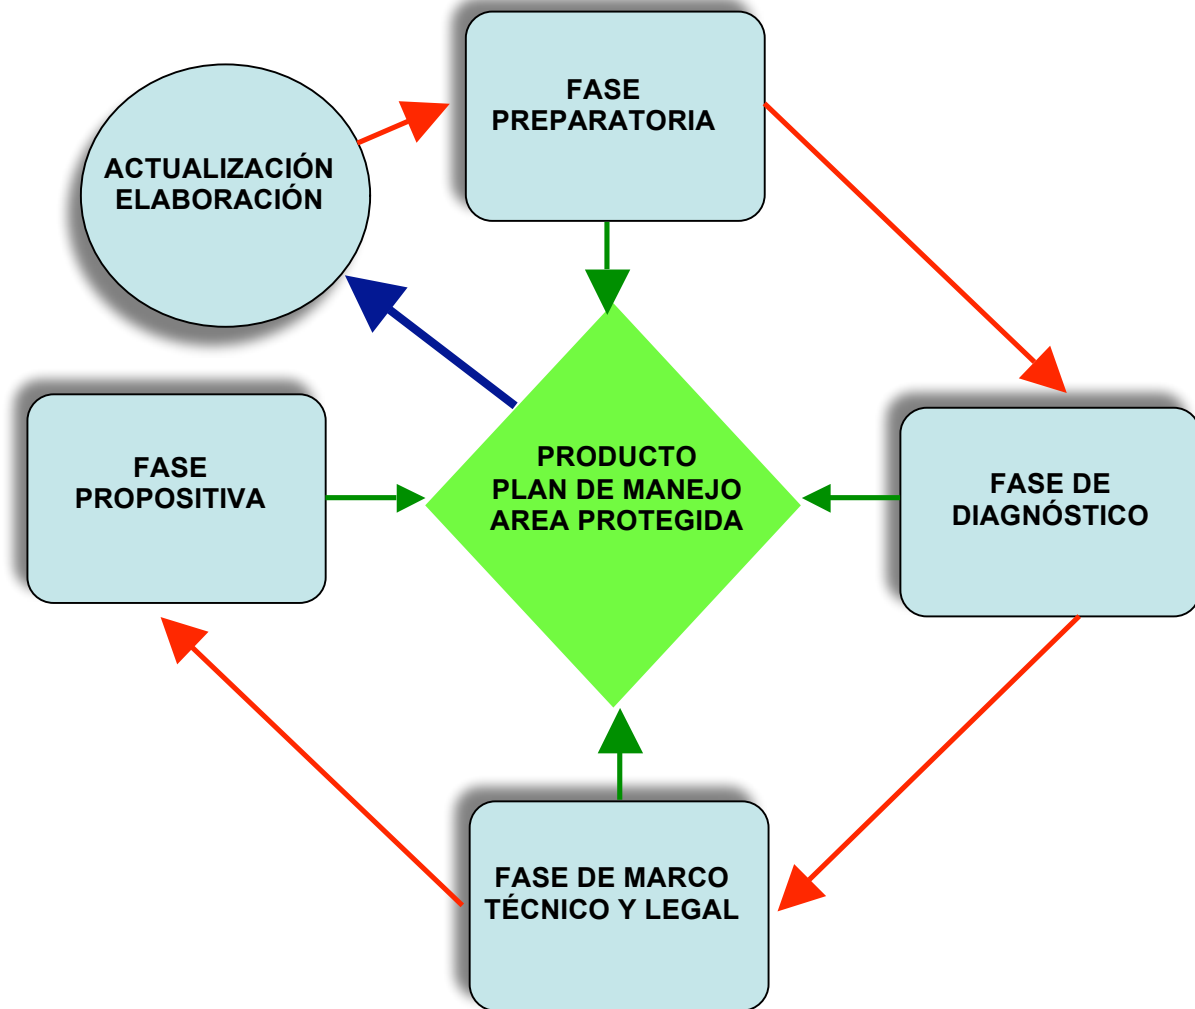 FASE
PREPARATORIA
ACTUALIZACIÓN
ELABORACIÓN
PRODUCTO
PLAN DE MANEJO
AREA PROTEGIDA
FASE
PROPOSITIVA
FASE DE
DIAGNÓSTICO
FASE DE MARCO
TÉCNICO Y LEGAL